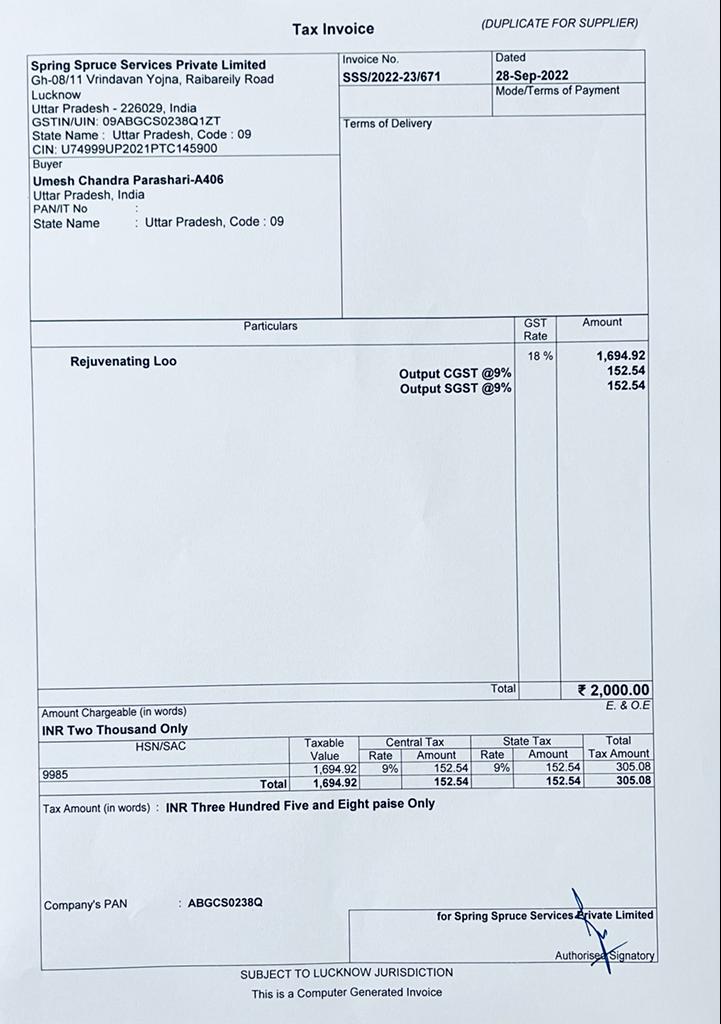 Tax Invoice
(DUPLICATE FOR SUPPLIER)
Spring Spruce Services Private Limited
Gh-08/11 Vrindavan Yojna, Raibareily Road
Lucknow
Uttar Pradesh - 226029, India
GSTIN/UIN: 09ABGCS0238Q1ZT
State Name : Uttar Pradesh, Code : 09
CIN: U74999UP2021PTC145900
Invoice No.
SSS/2022-23/671
Dated
28-Sep-2022
Mode/Terms of Payment
Terms of Delivery
Buyer
Umesh Chandra Parashari-A406
Uttar Pradesh, India
PAN/IT No :
State Name : Uttar Pradesh, Code : 09
Particulars GST Rate Amount
Rejuvenating Loo 18 % 1,694.92
Output CGST @9% 152.54
Output SGST @9% 152.54
Total ₹ 2,000.00
E. & O.E
Amount Chargeable (in words)
INR Two Thousand Only
HSN/SAC Taxable Central Tax State Tax Total
Value Rate Amount Rate Amount Tax Amount
9985 1,694.92 9% 152.54 9% 152.54 305.08
Total 1,694.92 152.54 152.54 305.08
Tax Amount (in words) : INR Three Hundred Five and Eight paise Only
Company's PAN : ABGCS0238Q
for Spring Spruce Services Private Limited
Authorised Signatory
SUBJECT TO LUCKNOW JURISDICTION
This is a Computer Generated Invoice